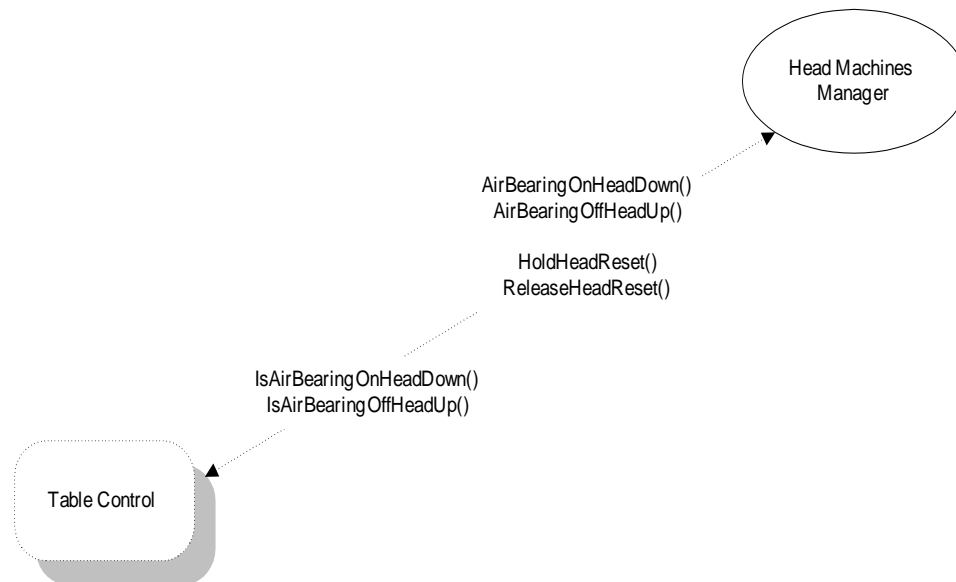 Head Machines
Manager
AirBearingOnHeadDown()
AirBearingOffHeadUp()
HoldHeadReset()
ReleaseHeadReset()
IsAirBearingOnHeadDown()
IsAirBearingOffHeadUp()
Table Control